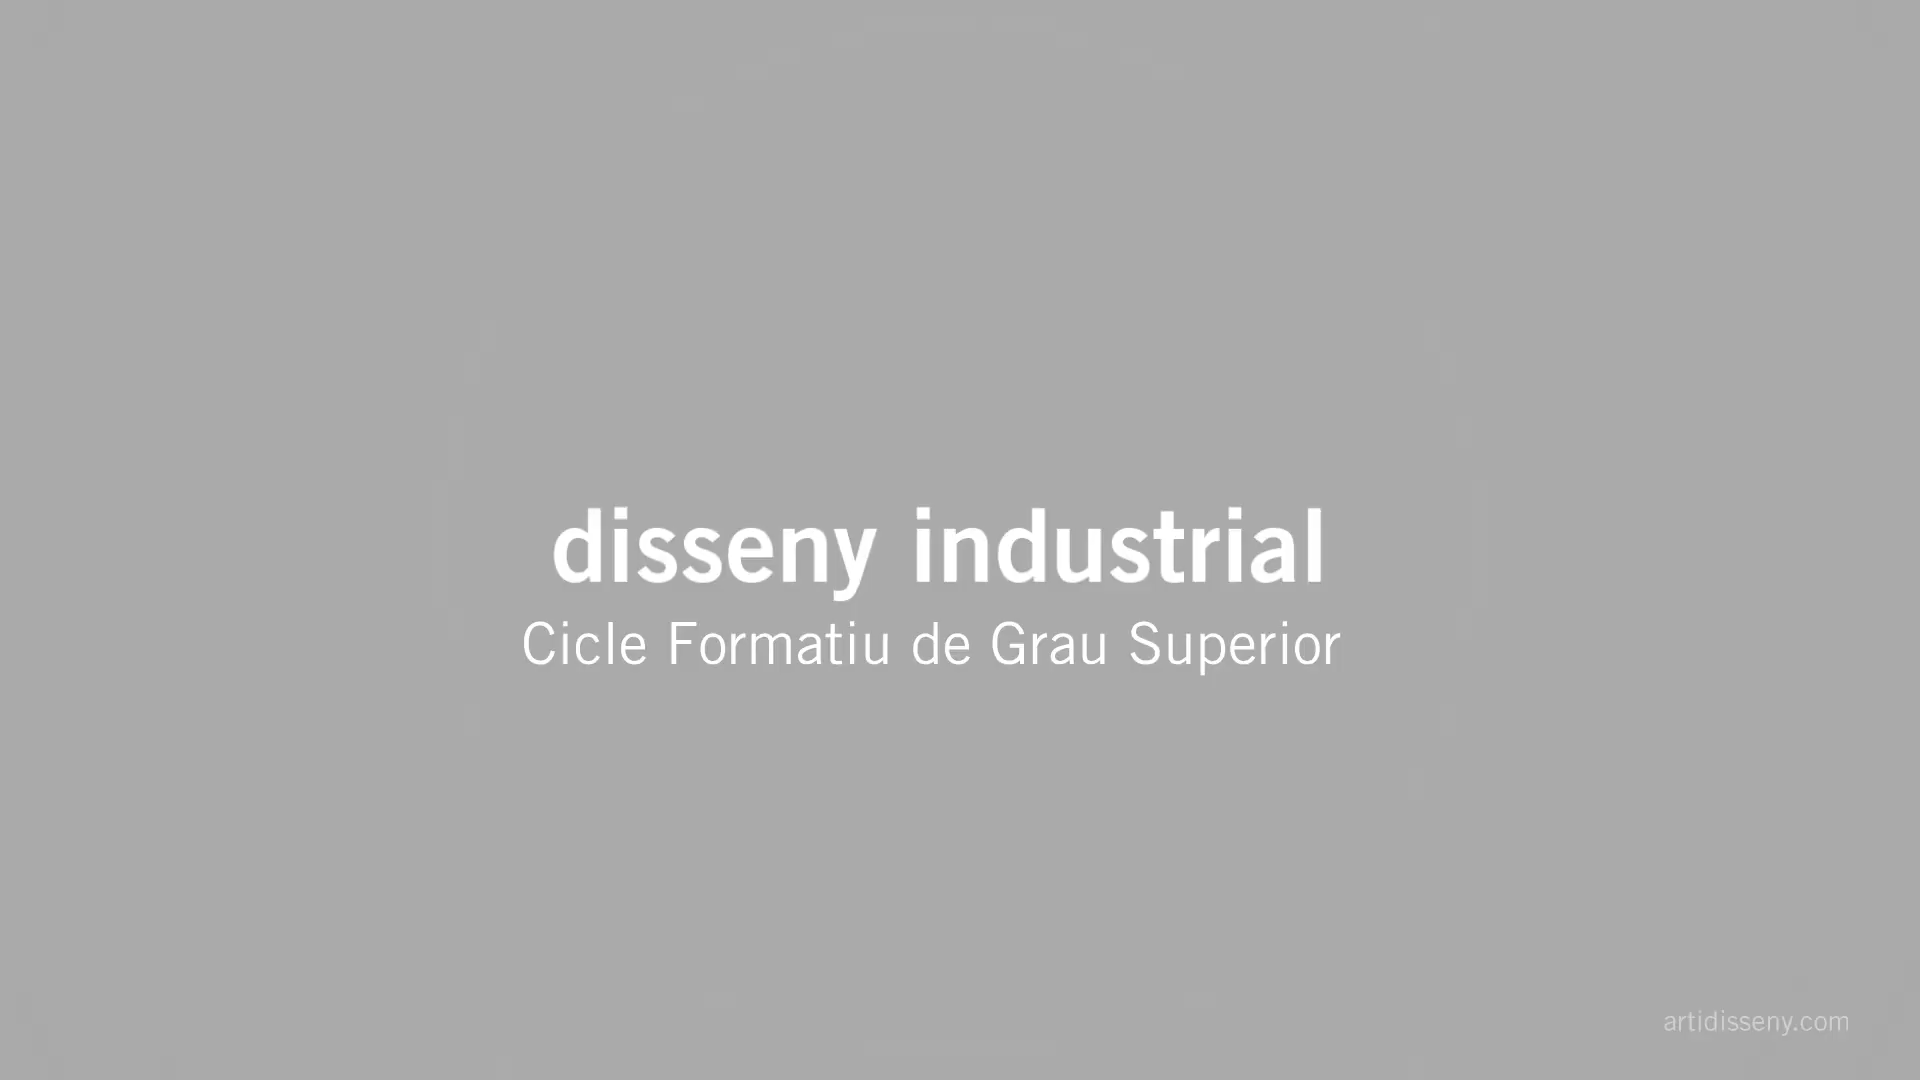 disseny industrial
Cicle Formatiu de Grau Superior
artidisseny.com